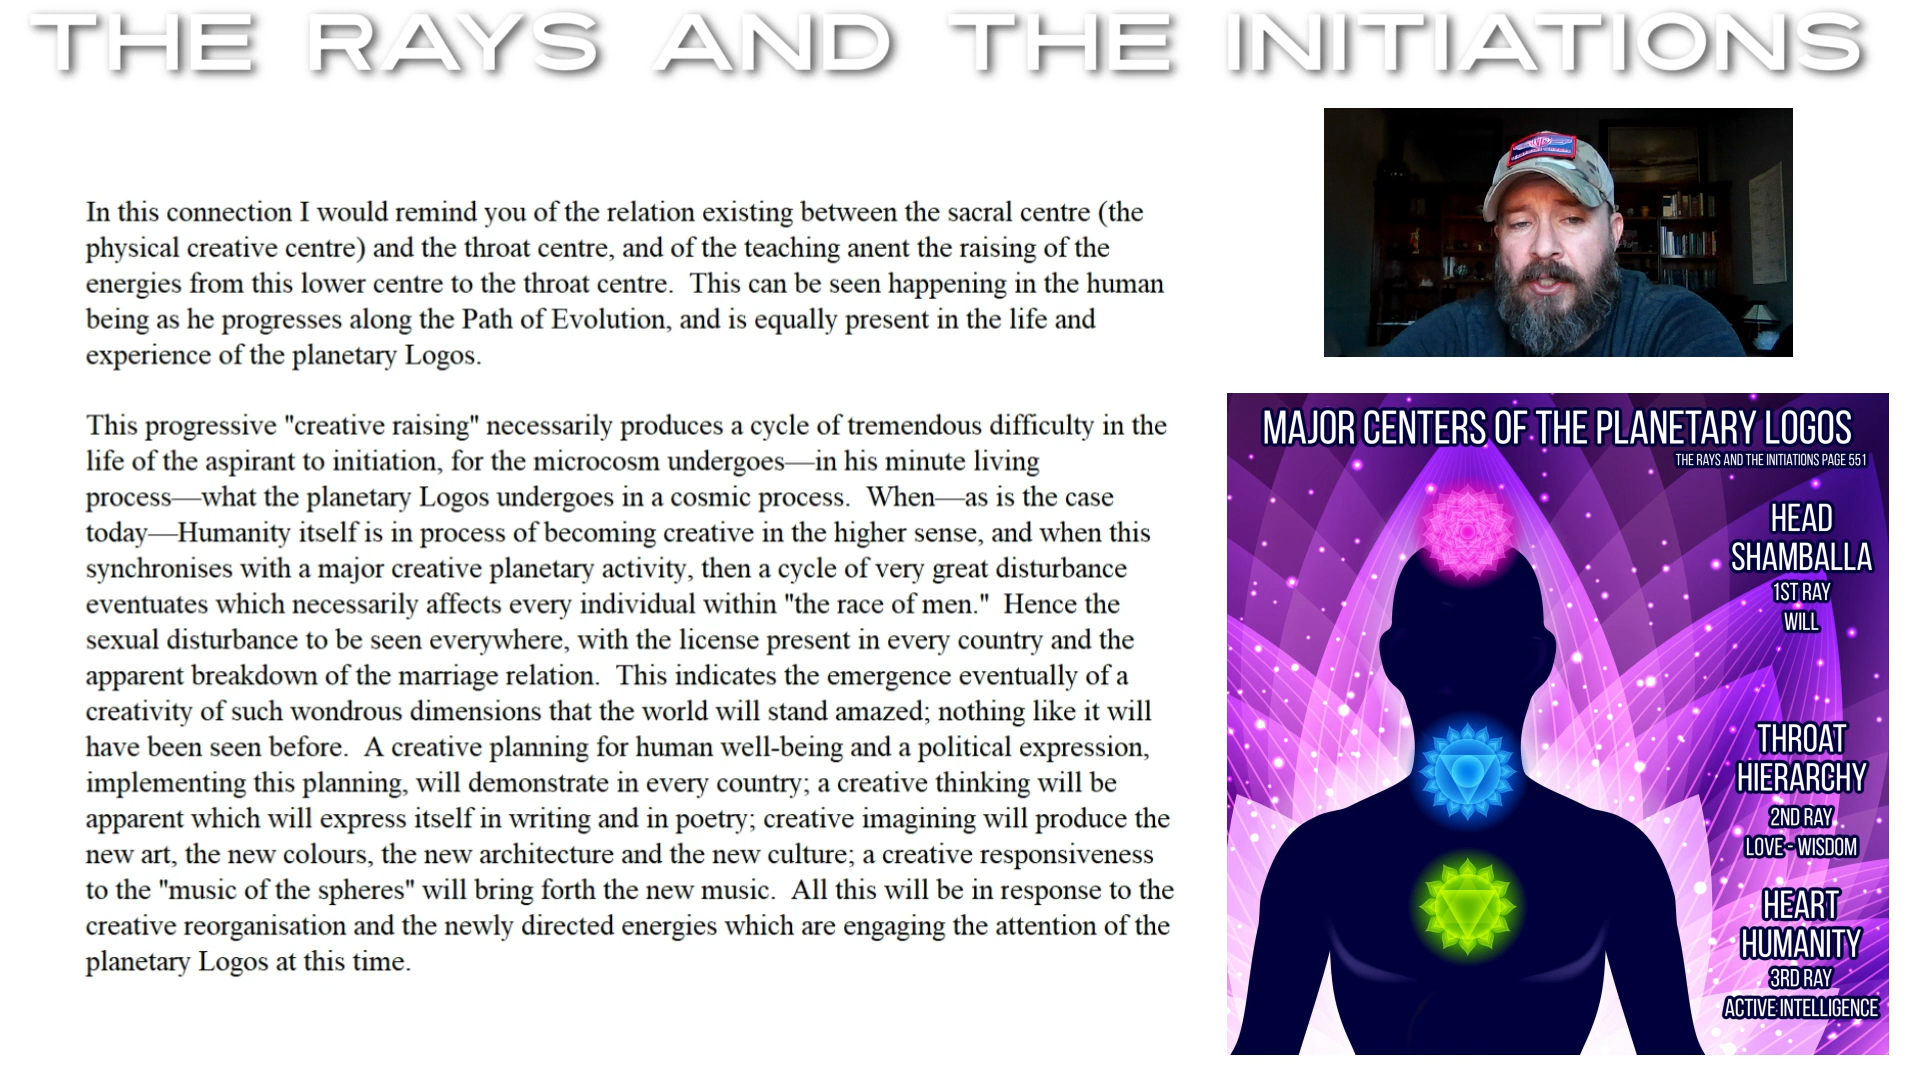 THE RAYS AND THE INITIATIONS
In this connection I would remind you of the relation existing between the sacral centre (the
physical creative centre) and the throat centre, and of the teaching anent the raising of the
energies from this lower centre to the throat centre.  This can be seen happening in the human
being as he progresses along the Path of Evolution, and is equally present in the life and
experience of the planetary Logos.
This progressive "creative raising" necessarily produces a cycle of tremendous difficulty in the
life of the aspirant to initiation, for the microcosm undergoes—in his minute living
process—what the planetary Logos undergoes in a cosmic process.  When—as is the case
today—Humanity itself is in process of becoming creative in the higher sense, and when this
synchronises with a major creative planetary activity, then a cycle of very great disturbance
eventuates which necessarily affects every individual within "the race of men."  Hence the
sexual disturbance to be seen everywhere, with the license present in every country and the
apparent breakdown of the marriage relation.  This indicates the emergence eventually of a
creativity of such wondrous dimensions that the world will stand amazed; nothing like it will
have been seen before.  A creative planning for human well-being and a political expression,
implementing this planning, will demonstrate in every country; a creative thinking will be
apparent which will express itself in writing and in poetry; creative imagining will produce the
new art, the new colours, the new architecture and the new culture; a creative responsiveness
to the "music of the spheres" will bring forth the new music.  All this will be in response to the
creative reorganisation and the newly directed energies which are engaging the attention of the
planetary Logos at this time.
MAJOR CENTERS OF THE PLANETARY LOGOS
THE RAYS AND THE INITIATIONS PAGE 551
HEAD
SHAMBALLA
1ST RAY
WILL
THROAT
HIERARCHY
2ND RAY
LOVE - WISDOM
HEART
HUMANITY
3RD RAY
ACTIVE INTELLIGENCE